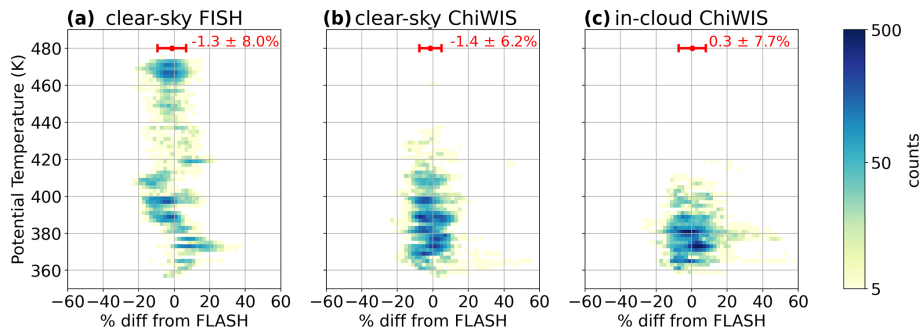 (a) clear-sky FISH
(b) clear-sky ChiWIS
(c) in-cloud ChiWIS
-1.3 ± 8.0%
-1.4 ± 6.2%
0.3 ± 7.7%
Potential Temperature (K)
480
460
440
420
400
380
360
−60 −40 −20 0 20 40 60
−60 −40 −20 0 20 40 60
−60 −40 −20 0 20 40 60
% diff from FLASH
% diff from FLASH
% diff from FLASH
500
50
5
counts